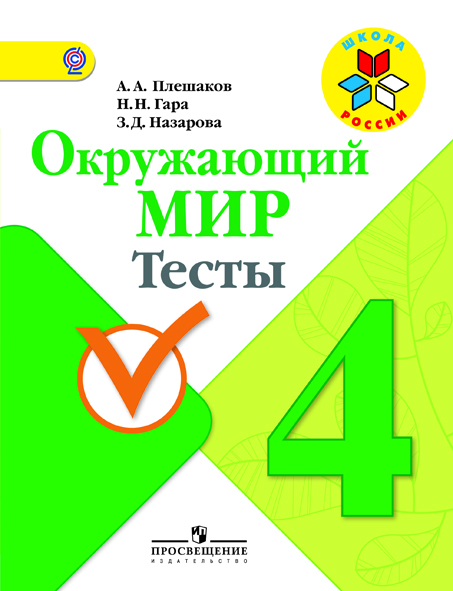 А. А. Плешаков
Н. Н. Гара
З. Д. Назарова
ШКОЛА
РОССИИ
Окружающий
МИР
Тесты
4
ПРОСВЕЩЕНИЕ
ИЗДАТЕЛЬСТВО